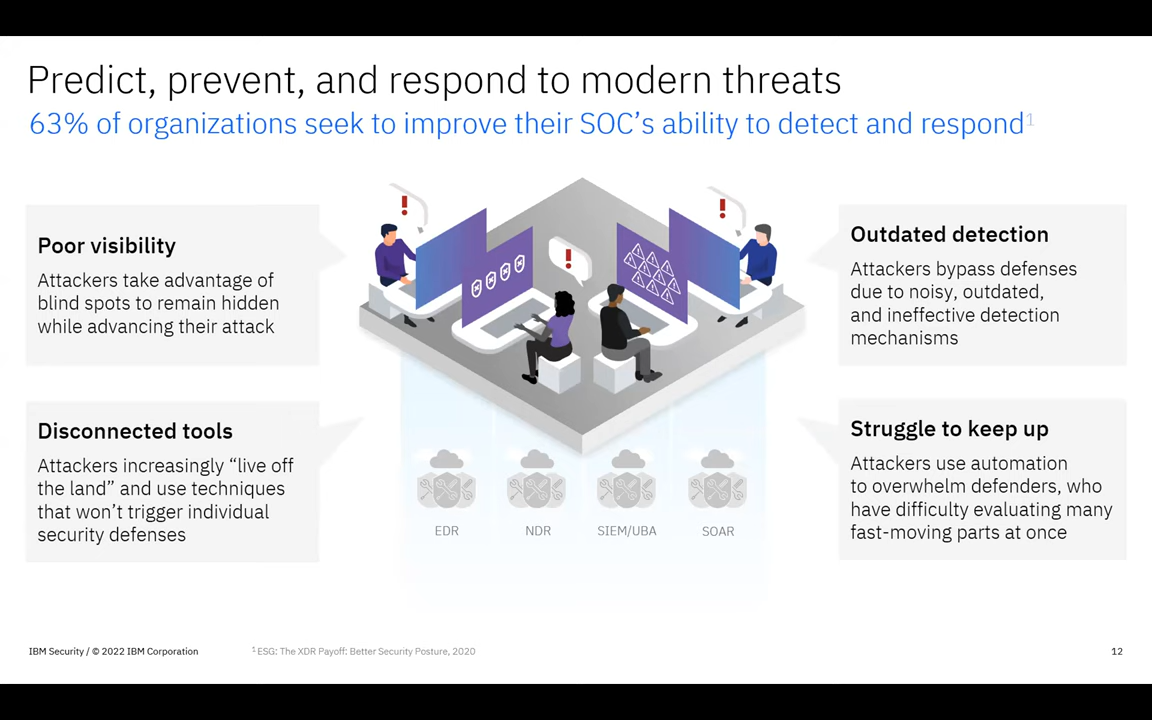 Predict, prevent, and respond to modern threats
63% of organizations seek to improve their SOC’s ability to detect and respond¹
Poor visibility
Attackers take advantage of
blind spots to remain hidden
while advancing their attack
Outdated detection
Attackers bypass defenses
due to noisy, outdated,
and ineffective detection
mechanisms
Disconnected tools
Attackers increasingly “live off
the land” and use techniques
that won’t trigger individual
security defenses
Struggle to keep up
Attackers use automation
to overwhelm defenders, who
have difficulty evaluating many
fast-moving parts at once
!
!
!
EDR
NDR
SIEM/UBA
SOAR
IBM Security / © 2022 IBM Corporation
¹ ESG: The XDR Payoff: Better Security Posture, 2020
12